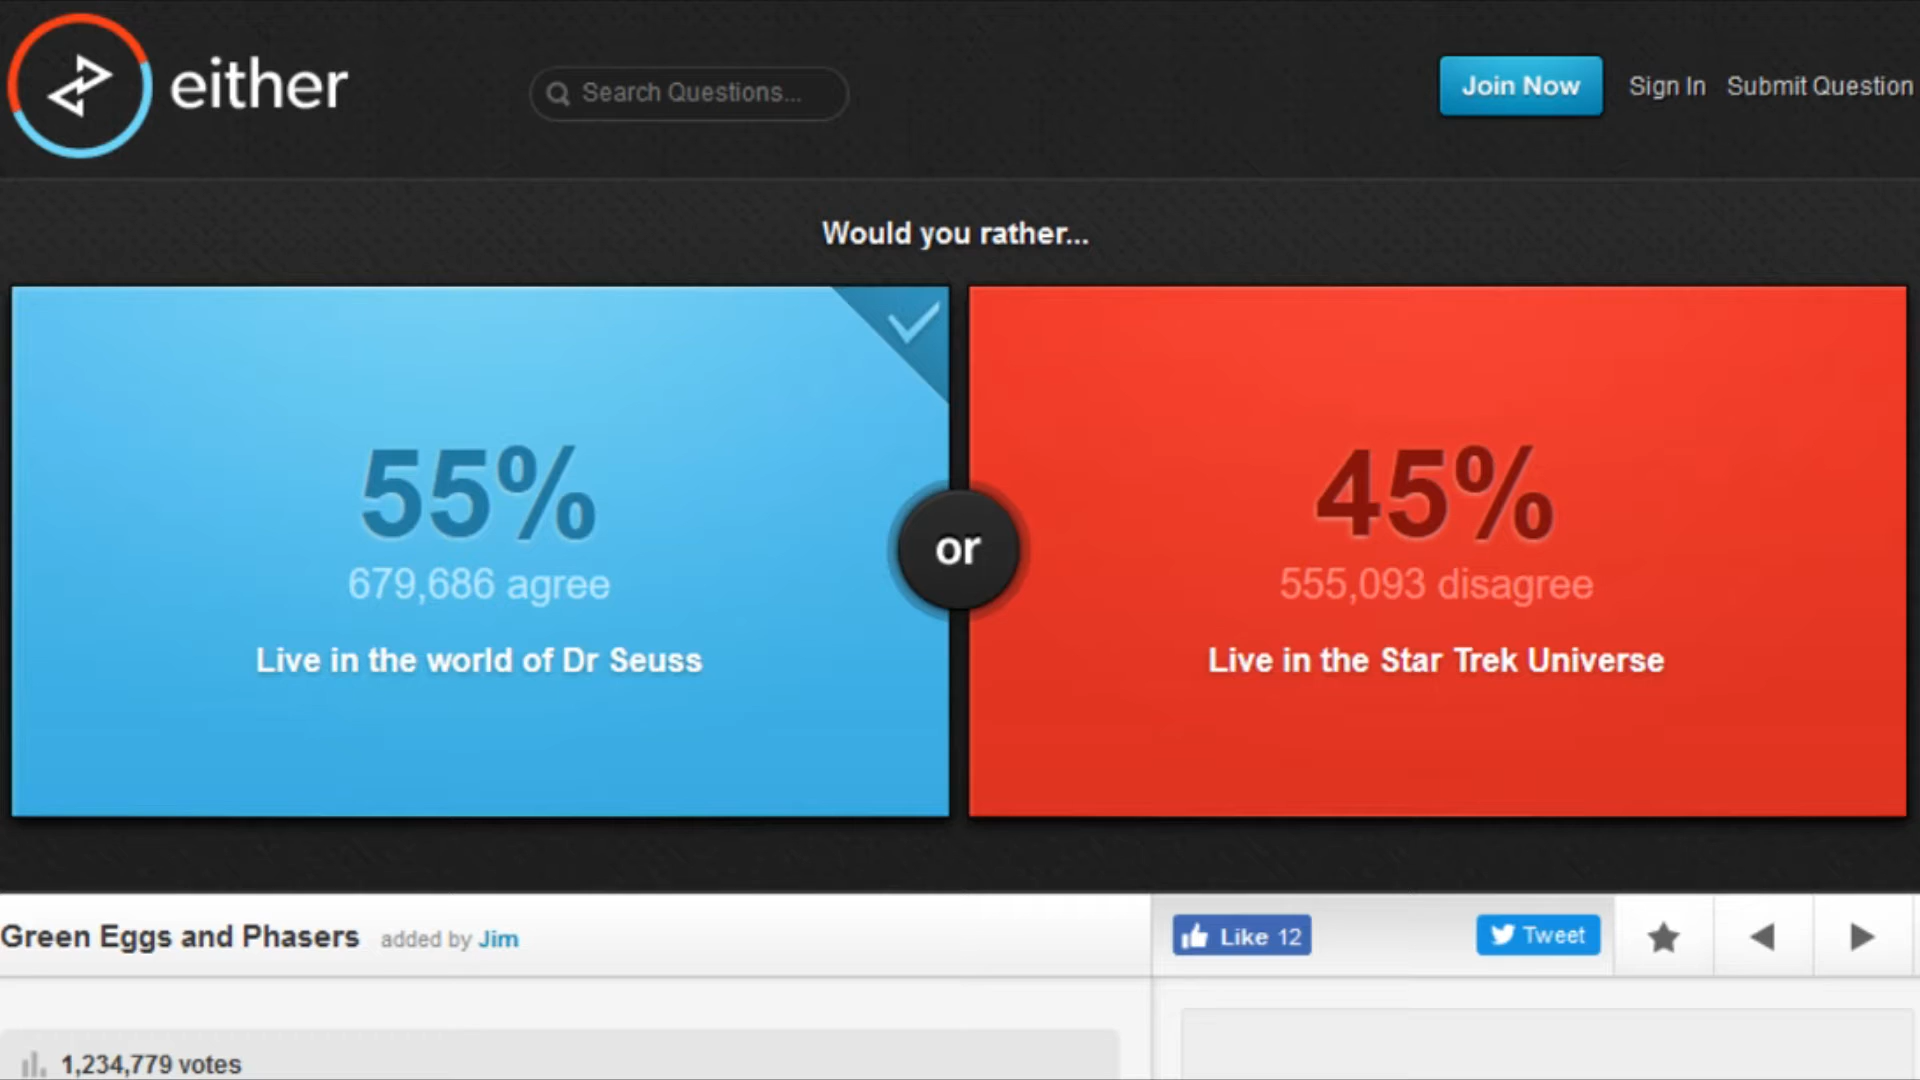 either
Search Questions...
Join Now
Sign In
Submit Question
Would you rather...
55%
679,686 agree
Live in the world of Dr Seuss
or
45%
555,093 disagree
Live in the Star Trek Universe
Green Eggs and Phasers added by Jim
Like 12
Tweet
1,234,779 votes